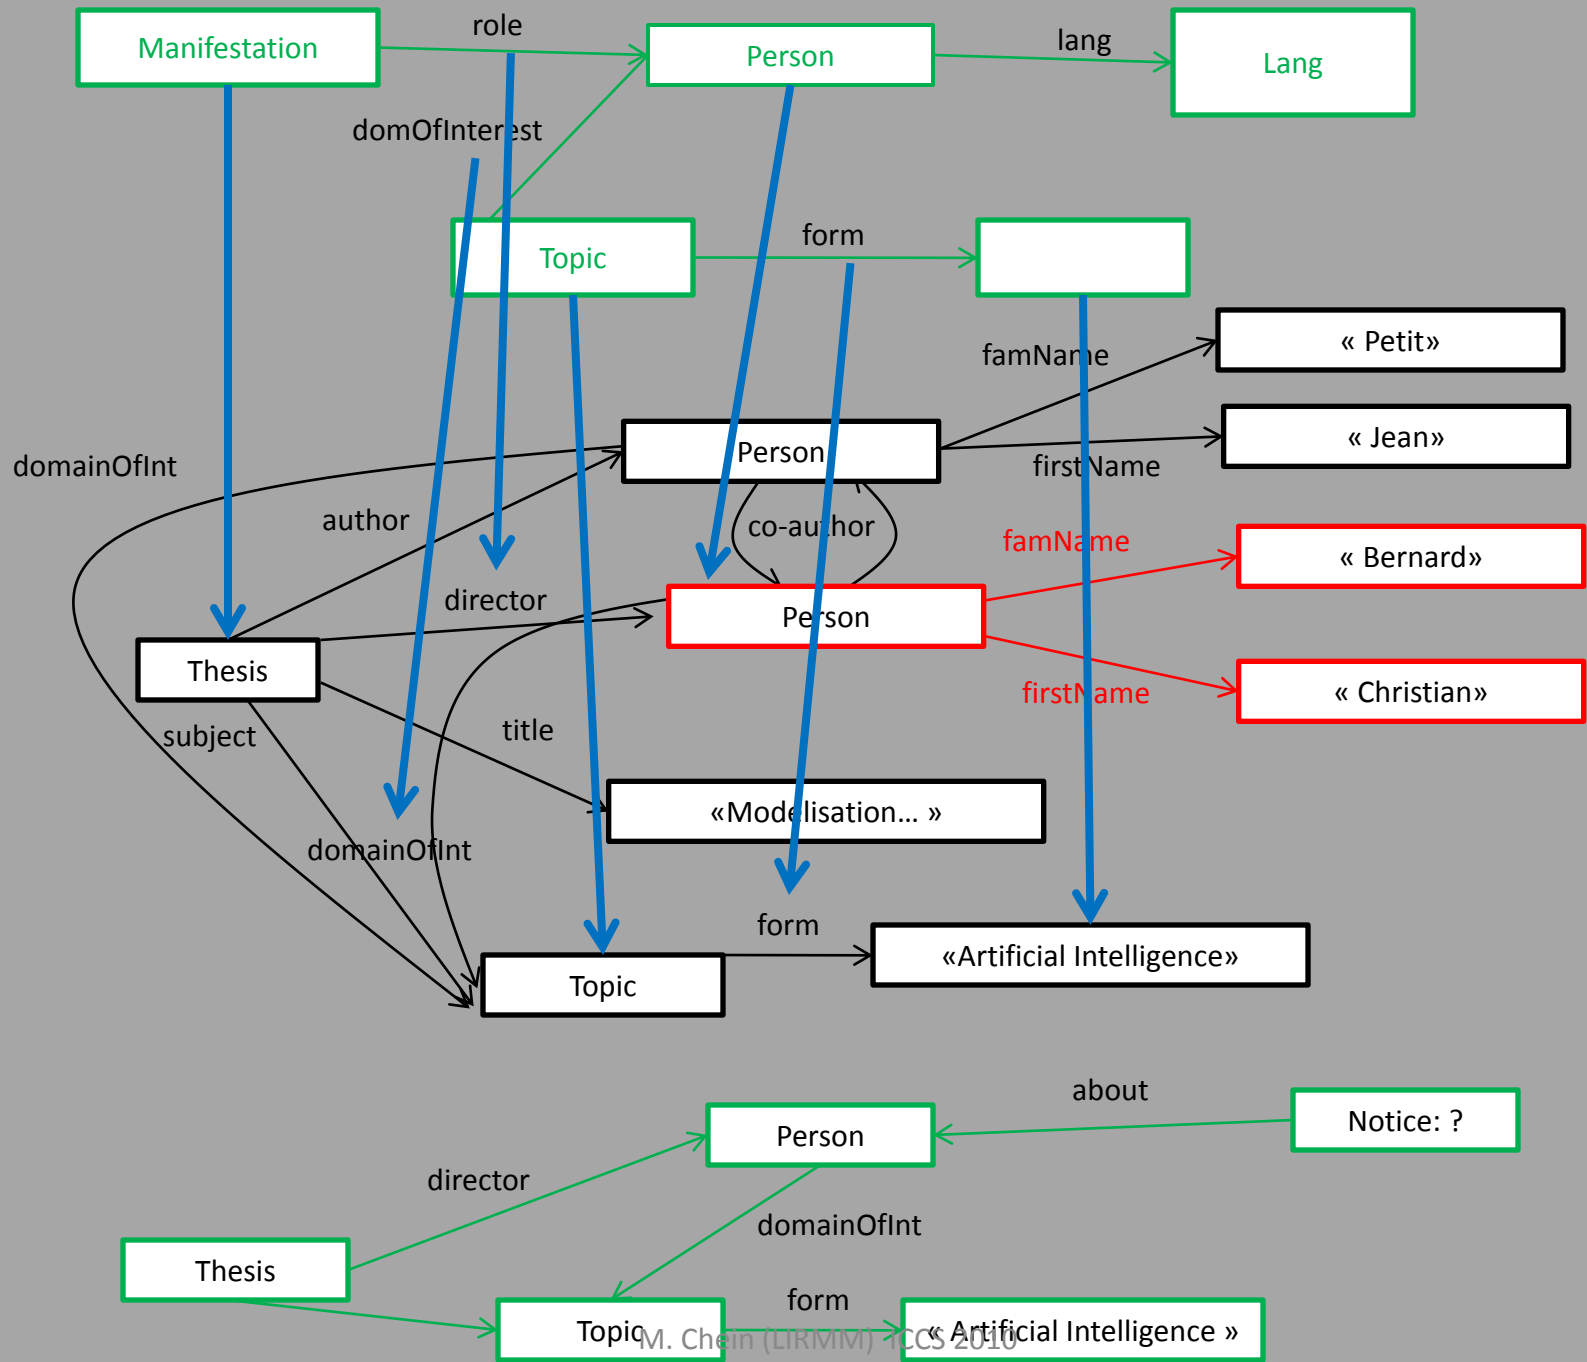 role
Manifestation
Person
lang
Lang
domOfInterest
Topic
form
« Petit»
famName
« Jean»
Person
firstName
domainOfInt
author
co-author
famName
« Bernard»
director
Person
Thesis
firstName
« Christian»
subject
title
«Modelisation... »
domainOfInt
form
«Artificial Intelligence»
Topic
about
Notice: ?
Person
director
domainOfInt
Thesis
form
Topic
« Artificial Intelligence »
M. Chein (LIRMM) ICCS 2010